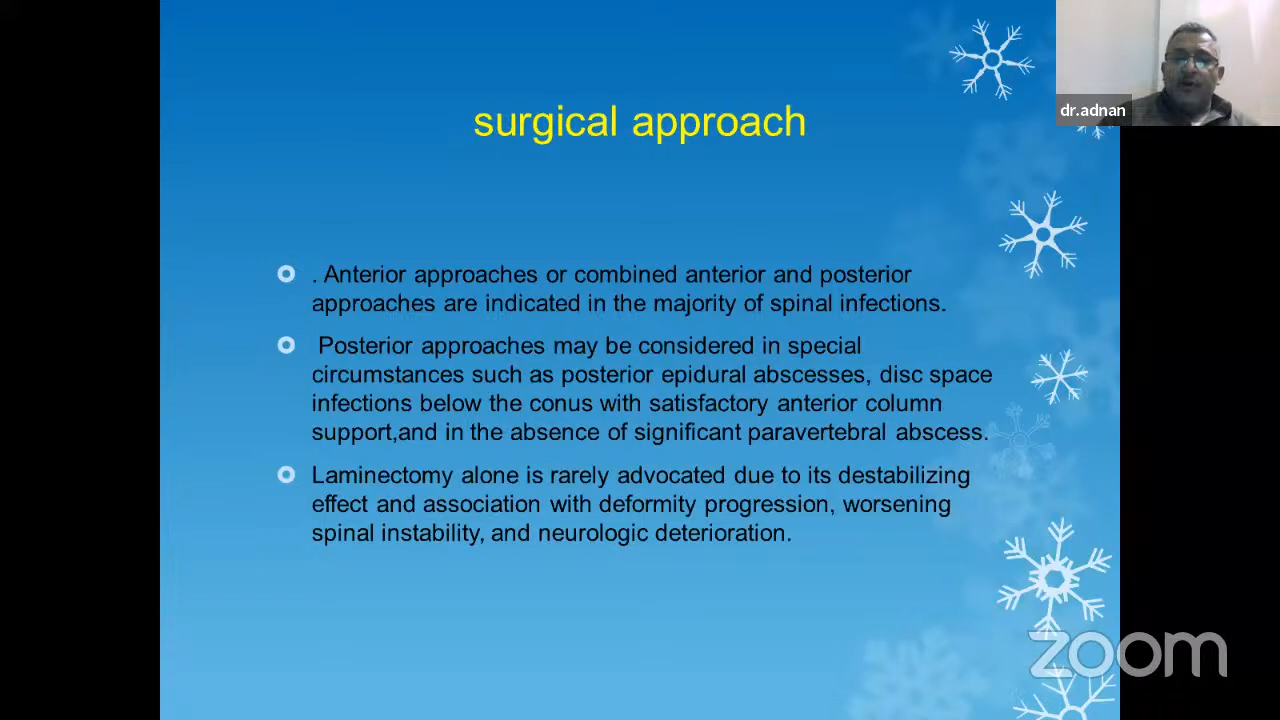 dr.adnan
surgical approach
. Anterior approaches or combined anterior and posterior
approaches are indicated in the majority of spinal infections.
Posterior approaches may be considered in special
circumstances such as posterior epidural abscesses, disc space
infections below the conus with satisfactory anterior column
support,and in the absence of significant paravertebral abscess.
Laminectomy alone is rarely advocated due to its destabilizing
effect and association with deformity progression, worsening
spinal instability, and neurologic deterioration.
zoom